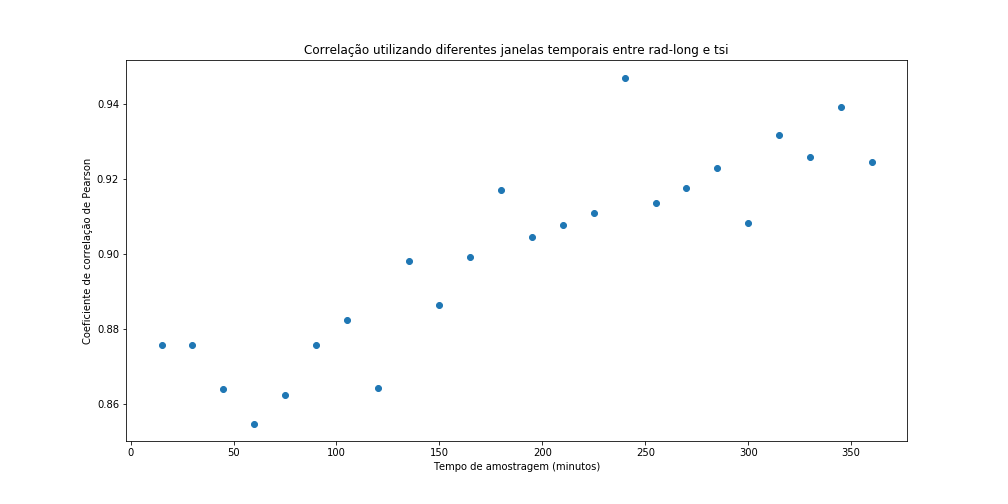 Correlação utilizando diferentes janelas temporais entre rad-long e tsi
Coeficiente de correlação de Pearson
0.94
0.92
0.90
0.88
0.86
0 50 100 150 200 250 300 350
Tempo de amostragem (minutos)